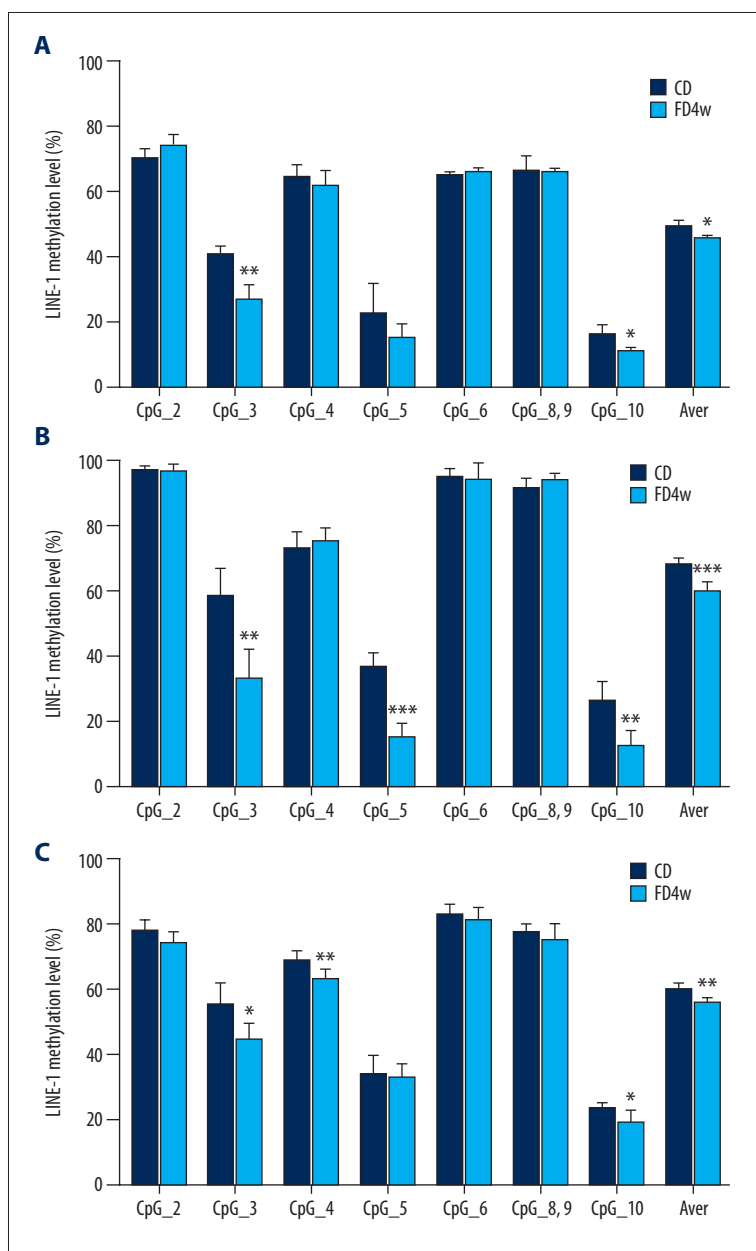 A
LINE-1 methylation level (%)
100
80
60
40
20
0
CD
FD4w
**
*
*
CpG_2 CpG_3 CpG_4 CpG_5 CpG_6 CpG_8, 9 CpG_10 Aver
B
LINE-1 methylation level (%)
100
80
60
40
20
0
CD
FD4w
**
***
**
***
CpG_2 CpG_3 CpG_4 CpG_5 CpG_6 CpG_8, 9 CpG_10 Aver
C
LINE-1 methylation level (%)
100
80
60
40
20
0
CD
FD4w
*
**
*
**
CpG_2 CpG_3 CpG_4 CpG_5 CpG_6 CpG_8, 9 CpG_10 Aver